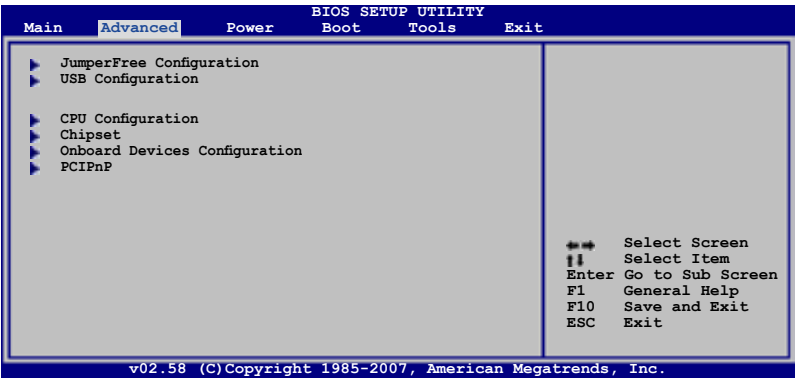 BIOS SETUP UTILITY
Main Advanced Power Boot Tools Exit
JumperFree Configuration
USB Configuration
CPU Configuration
Chipset
Onboard Devices Configuration
PCIPnP
Select Screen
Select Item
Enter Go to Sub Screen
F1 General Help
F10 Save and Exit
ESC Exit
v02.58 (C)Copyright 1985-2007, American Megatrends, Inc.